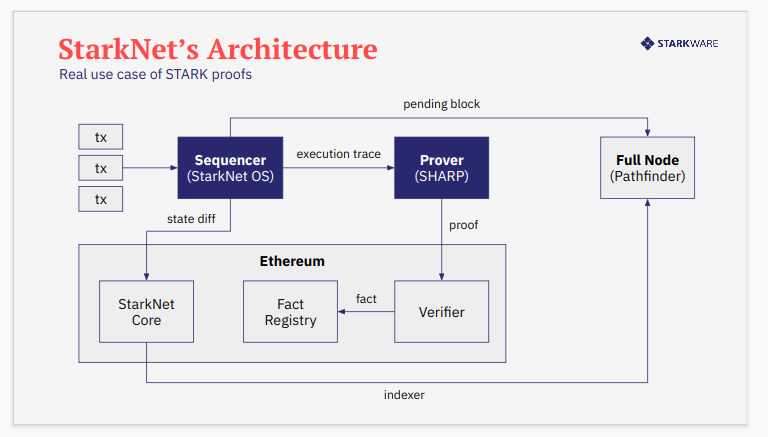 StarkNet's Architecture
STARKWARE
Real use case of STARK proofs
pending block
tx
tx
tx
Sequencer
(StarkNet OS)
execution trace
Prover
(SHARP)
Full Node
(Pathfinder)
state diff
proof
Ethereum
StarkNet
Core
Fact
Registry
fact
Verifier
indexer